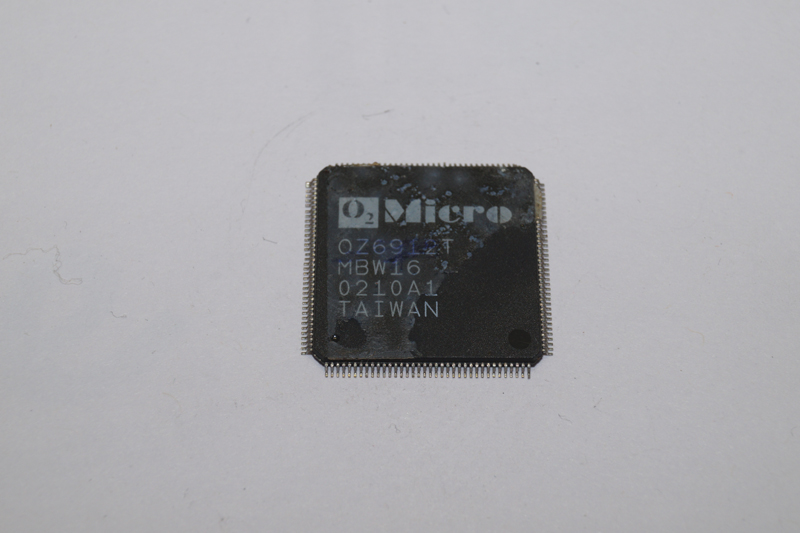 O2 Micro
OZ6912T
MBW16
0210A1
TAIWAN